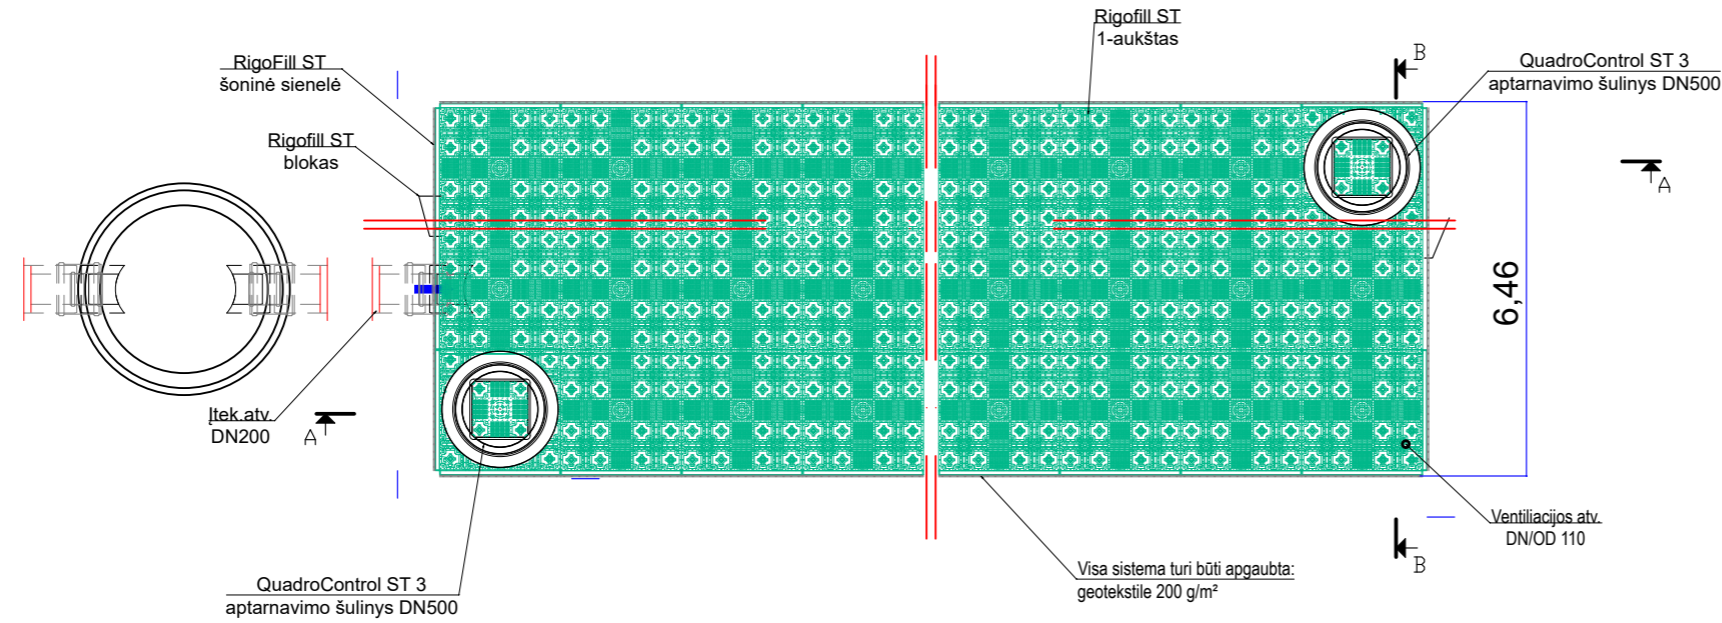 Rigofill ST
1-aukštas
B
RigoFill ST
šoninė sienelė
QuadroControl ST 3
aptarnavimo šulinys DN500
Rigofill ST
blokas
A
6,46
Įtek.atv.
DN200
A
Ventiliacijos atv.
DN/OD 110
B
Visa sistema turi būti apgaubta:
geotekstile 200 g/m²
QuadroControl ST 3
aptarnavimo šulinys DN500